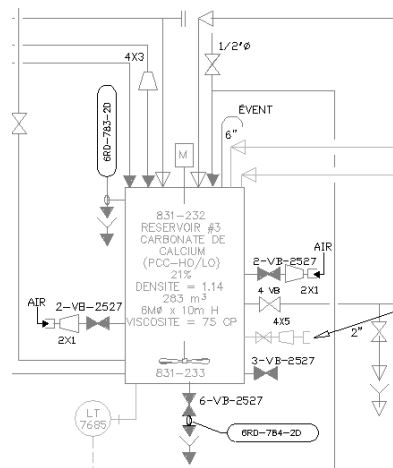 1/2"ø
4X3
ÉVENT
6"
6RD-783-2D
M
831-232
RESERVOIR #3
CARBONATE DE
CALCIUM
(PCC-HO/LO)
21%
DENSITE = 1.14
283 m³
6Mø x 10m H
VISCOSITE = 75 CP
831-233
AIR
2-VB-2527
2X1
4 VB
4X5
2"
AIR
2-VB-2527
2X1
3-VB-2527
6-VB-2527
LT
7685
6RD-784-2D